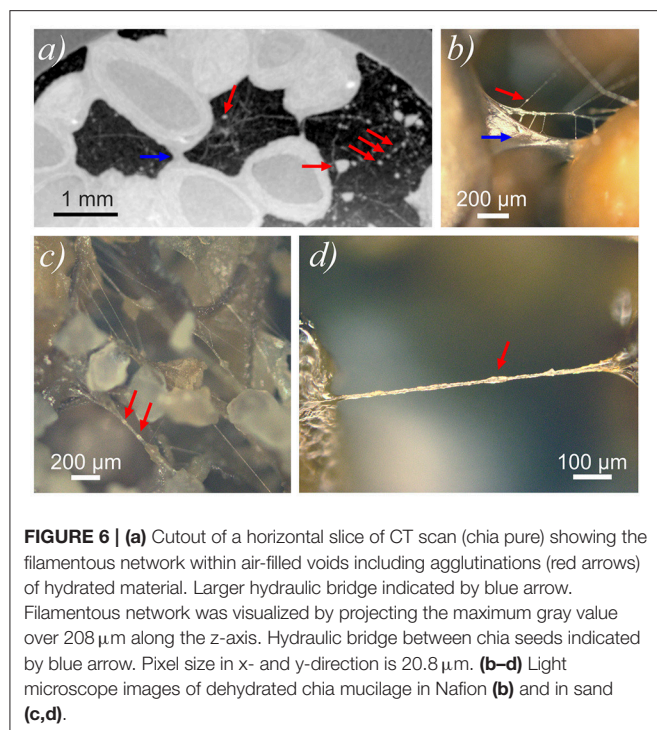 a)
b)
1 mm
200 µm
c)
d)
200 µm
100 µm
FIGURE 6 | (a) Cutout of a horizontal slice of CT scan (chia pure) showing the
filamentous network within air-filled voids including agglutinations (red arrows)
of hydrated material. Larger hydraulic bridge indicated by blue arrow.
Filamentous network was visualized by projecting the maximum gray value
over 208 µm along the z-axis. Hydraulic bridge between chia seeds indicated
by blue arrow. Pixel size in x- and y-direction is 20.8 µm. (b–d) Light
microscope images of dehydrated chia mucilage in Nafion (b) and in sand
(c,d).